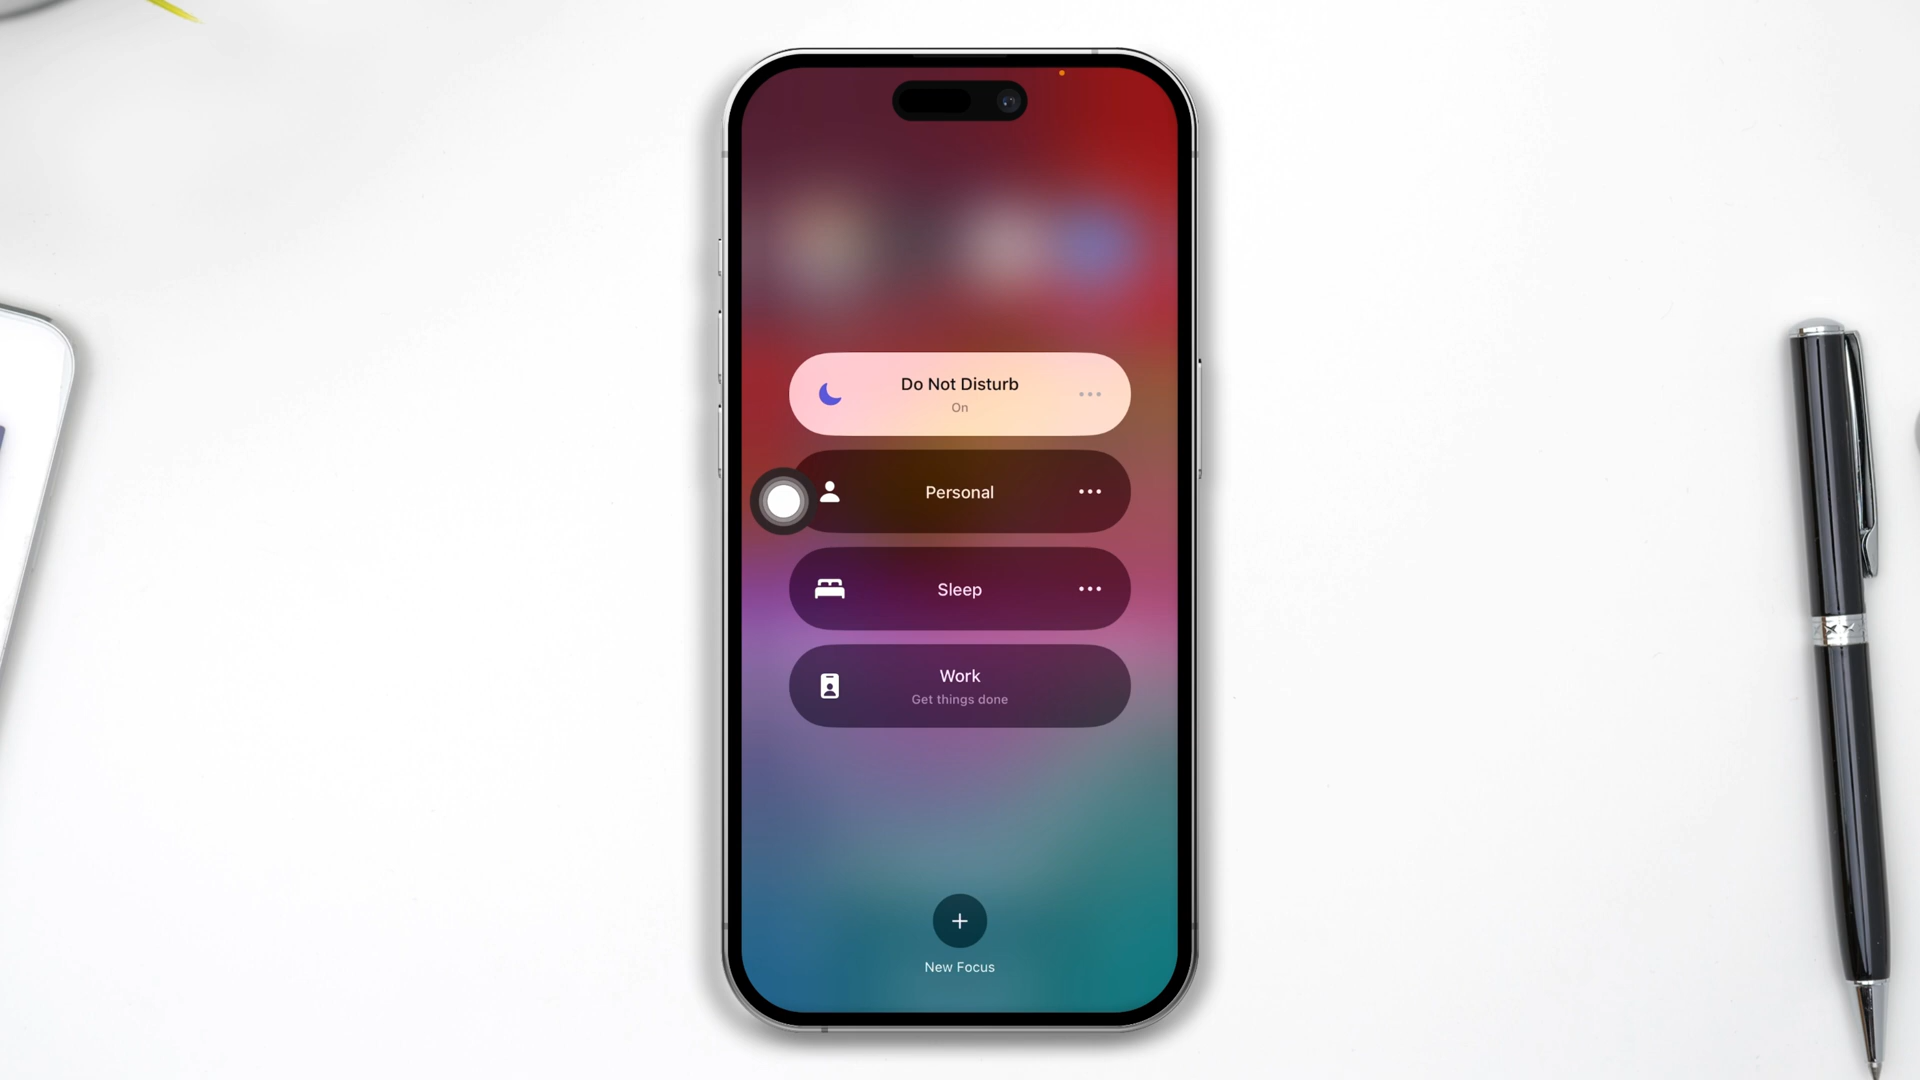 Do Not Disturb
On
Personal
Sleep
Work
Get things done
New Focus